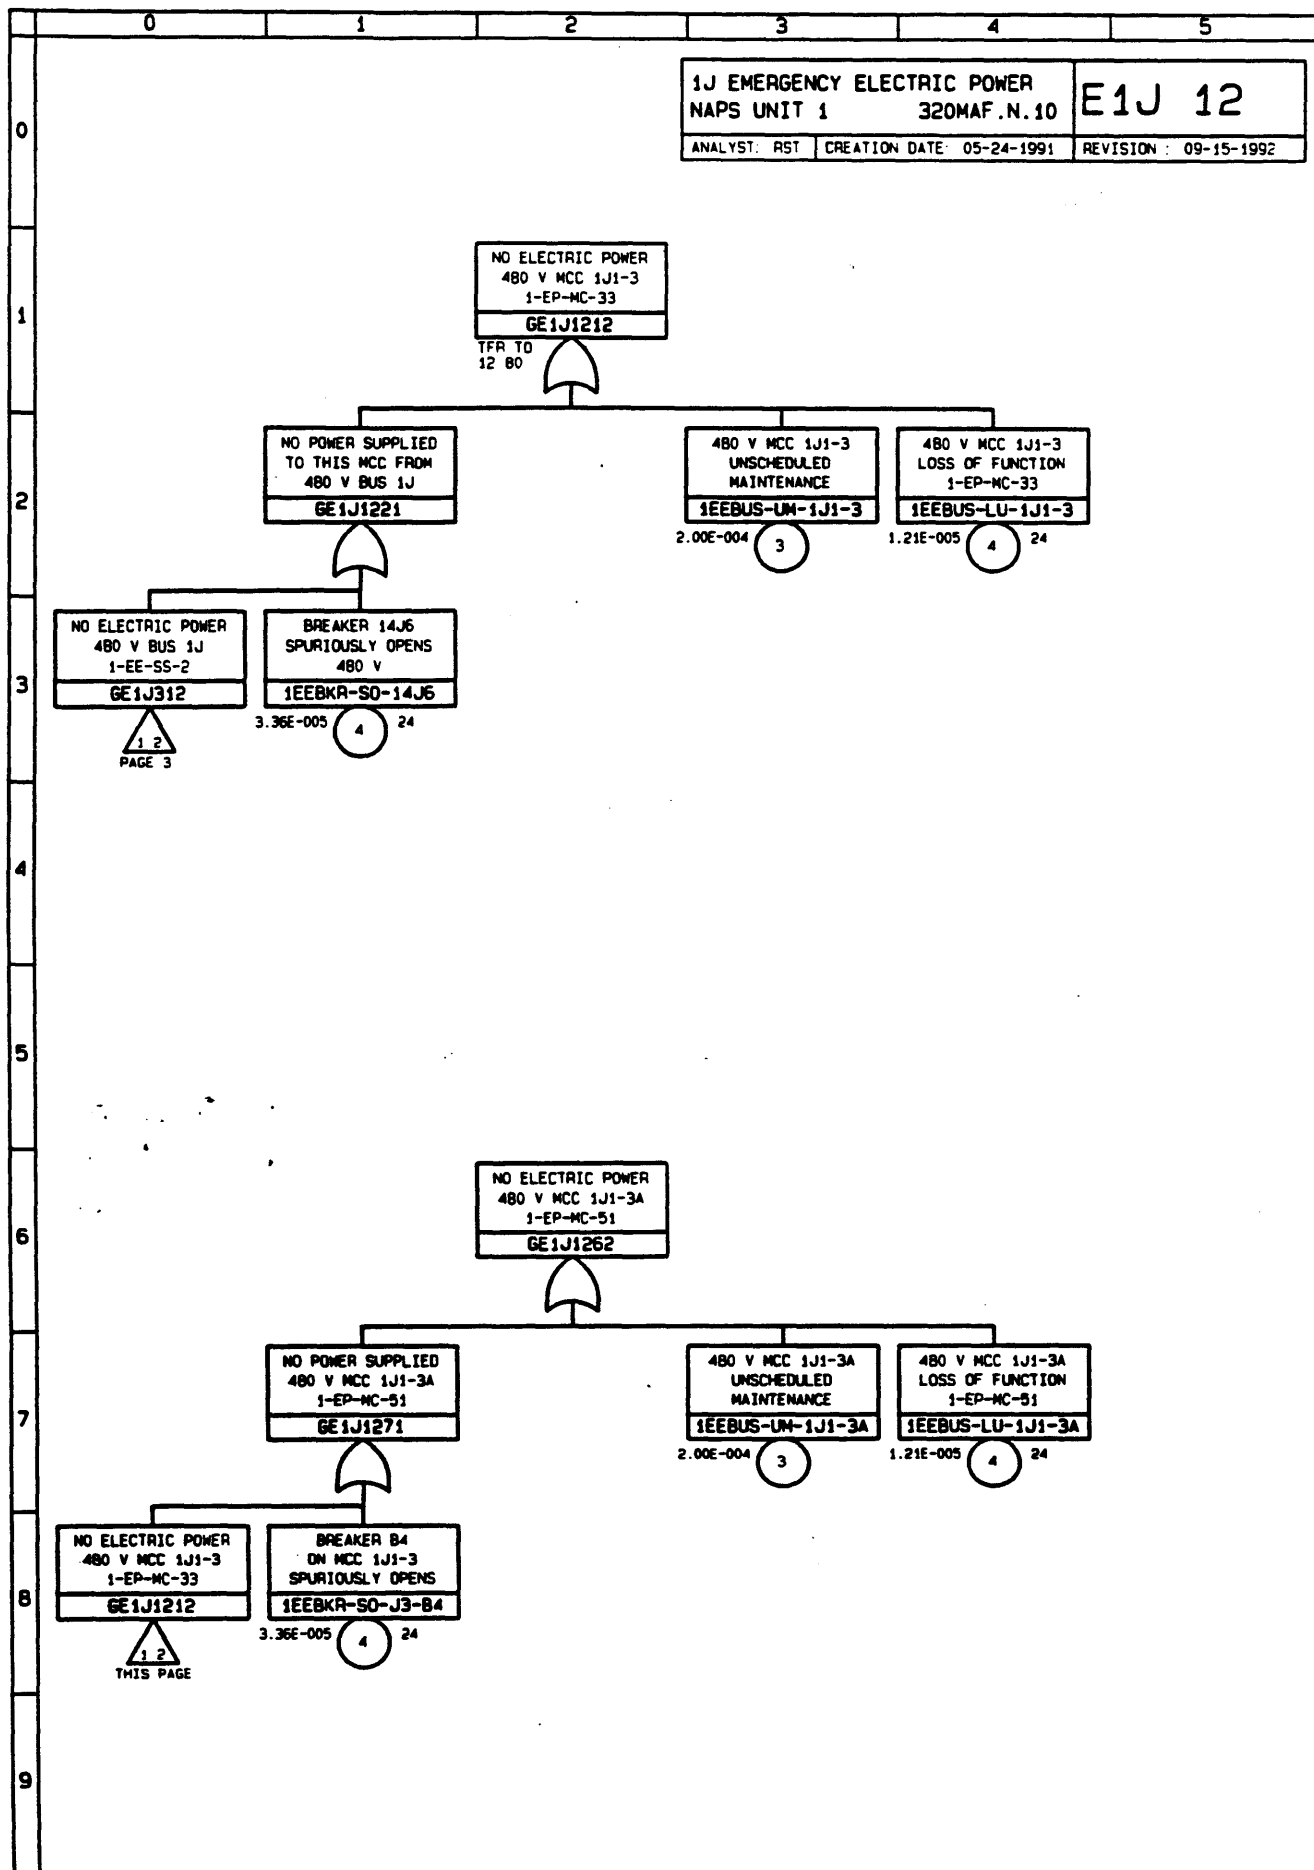 0 1 2 3 4 5
1J EMERGENCY ELECTRIC POWER
NAPS UNIT 1 320MAF.N.10
E1J 12
ANALYST: RST CREATION DATE: 05-24-1991 REVISION : 09-15-1992
0
NO ELECTRIC POWER
480 V MCC 1J1-3
1-EP-MC-33
GE1J1212
TFR TO
12 80
1
NO POWER SUPPLIED
TO THIS MCC FROM
480 V BUS 1J
GE1J1221
480 V MCC 1J1-3
UNSCHEDULED
MAINTENANCE
1EEBUS-UM-1J1-3
2.00E-004 3
480 V MCC 1J1-3
LOSS OF FUNCTION
1-EP-MC-33
1EEBUS-LU-1J1-3
1.21E-005 4 24
2
NO ELECTRIC POWER
480 V BUS 1J
1-EE-SS-2
GE1J312
1 2
PAGE 3
BREAKER 14J6
SPURIOUSLY OPENS
480 V
1EEBKR-SO-14J6
3.36E-005 4 24
3
4
5
NO ELECTRIC POWER
480 V MCC 1J1-3A
1-EP-MC-51
GE1J1262
6
NO POWER SUPPLIED
480 V MCC 1J1-3A
1-EP-MC-51
GE1J1271
480 V MCC 1J1-3A
UNSCHEDULED
MAINTENANCE
1EEBUS-UM-1J1-3A
2.00E-004 3
480 V MCC 1J1-3A
LOSS OF FUNCTION
1-EP-MC-51
1EEBUS-LU-1J1-3A
1.21E-005 4 24
7
NO ELECTRIC POWER
480 V MCC 1J1-3
1-EP-MC-33
GE1J1212
1 2
THIS PAGE
BREAKER B4
ON MCC 1J1-3
SPURIOUSLY OPENS
1EEBKR-SO-J3-B4
3.36E-005 4 24
8
9